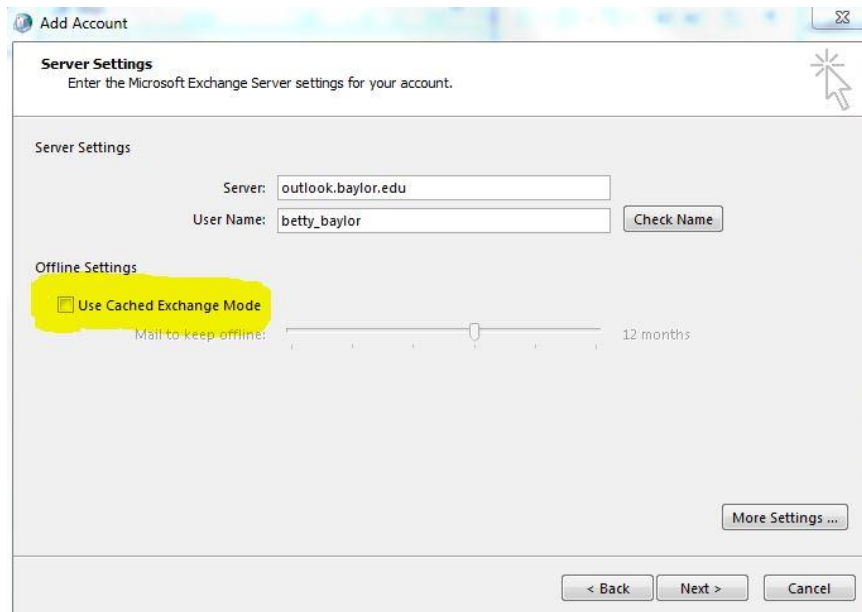 Add Account
Server Settings
Enter the Microsoft Exchange Server settings for your account.
Server Settings
Server: outlook.baylor.edu
User Name: betty_baylor Check Name
Offline Settings
Use Cached Exchange Mode
Mail to keep offline: 12 months
More Settings ...
< Back Next > Cancel